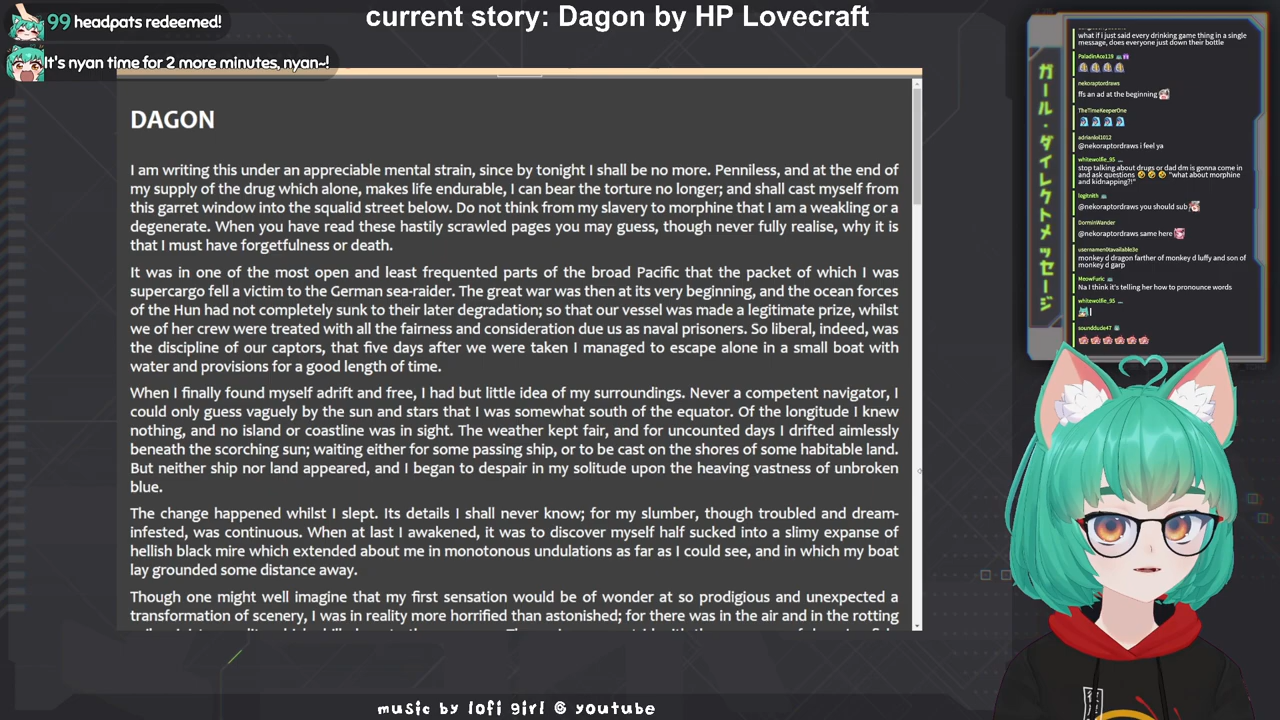 current story: Dagon by HP Lovecraft
99 headpats redeemed!
It's nyan time for 2 more minutes, nyan~!
DAGON
I am writing this under an appreciable mental strain, since by tonight I shall be no more. Penniless, and at the end of
my supply of the drug which alone, makes life endurable, I can bear the torture no longer; and shall cast myself from
this garret window into the squalid street below. Do not think from my slavery to morphine that I am a weakling or a
degenerate. When you have read these hastily scrawled pages you may guess, though never fully realise, why it is
that I must have forgetfulness or death.
It was in one of the most open and least frequented parts of the broad Pacific that the packet of which I was
supercargo fell a victim to the German sea-raider. The great war was then at its very beginning, and the ocean forces
of the Hun had not completely sunk to their later degradation; so that our vessel was made a legitimate prize, whilst
we of her crew were treated with all the fairness and consideration due us as naval prisoners. So liberal, indeed, was
the discipline of our captors, that five days after we were taken I managed to escape alone in a small boat with
water and provisions for a good length of time.
When I finally found myself adrift and free, I had but little idea of my surroundings. Never a competent navigator, I
could only guess vaguely by the sun and stars that I was somewhat south of the equator. Of the longitude I knew
nothing, and no island or coastline was in sight. The weather kept fair, and for uncounted days I drifted aimlessly
beneath the scorching sun; waiting either for some passing ship, or to be cast on the shores of some habitable land.
But neither ship nor land appeared, and I began to despair in my solitude upon the heaving vastness of unbroken
blue.
The change happened whilst I slept. Its details I shall never know; for my slumber, though troubled and dream-
infested, was continuous. When at last I awakened, it was to discover myself half sucked into a slimy expanse of
hellish black mire which extended about me in monotonous undulations as far as I could see, and in which my boat
lay grounded some distance away.
Though one might well imagine that my first sensation would be of wonder at so prodigious and unexpected a
transformation of scenery, I was in reality more horrified than astonished; for there was in the air and in the rotting
ガール・ダイレクトメッセージ
what if i just said every drinking game thing in a single
message, does everyone just down their bottle
PaladinAce119
nekoraptordraws
ffs an ad at the beginning
TheTimeKeeperOne
adrianlol1012
@nekoraptordraws i feel ya
whitewolfie_95
stop talking about drugs or dad dm is gonna come in
and ask questions "what about morphine
and kidnapping?!"
legitnith
@nekoraptordraws you should sub
DorminWander
@nekoraptordraws same here
username0tavailable3e
monkey d dragon farther of monkey d luffy and son of
monkey d garp
MeowFuric
Na I think it's telling her how to pronounce words
whitewolfie_95
sounddude47
music by lofi girl @ youtube